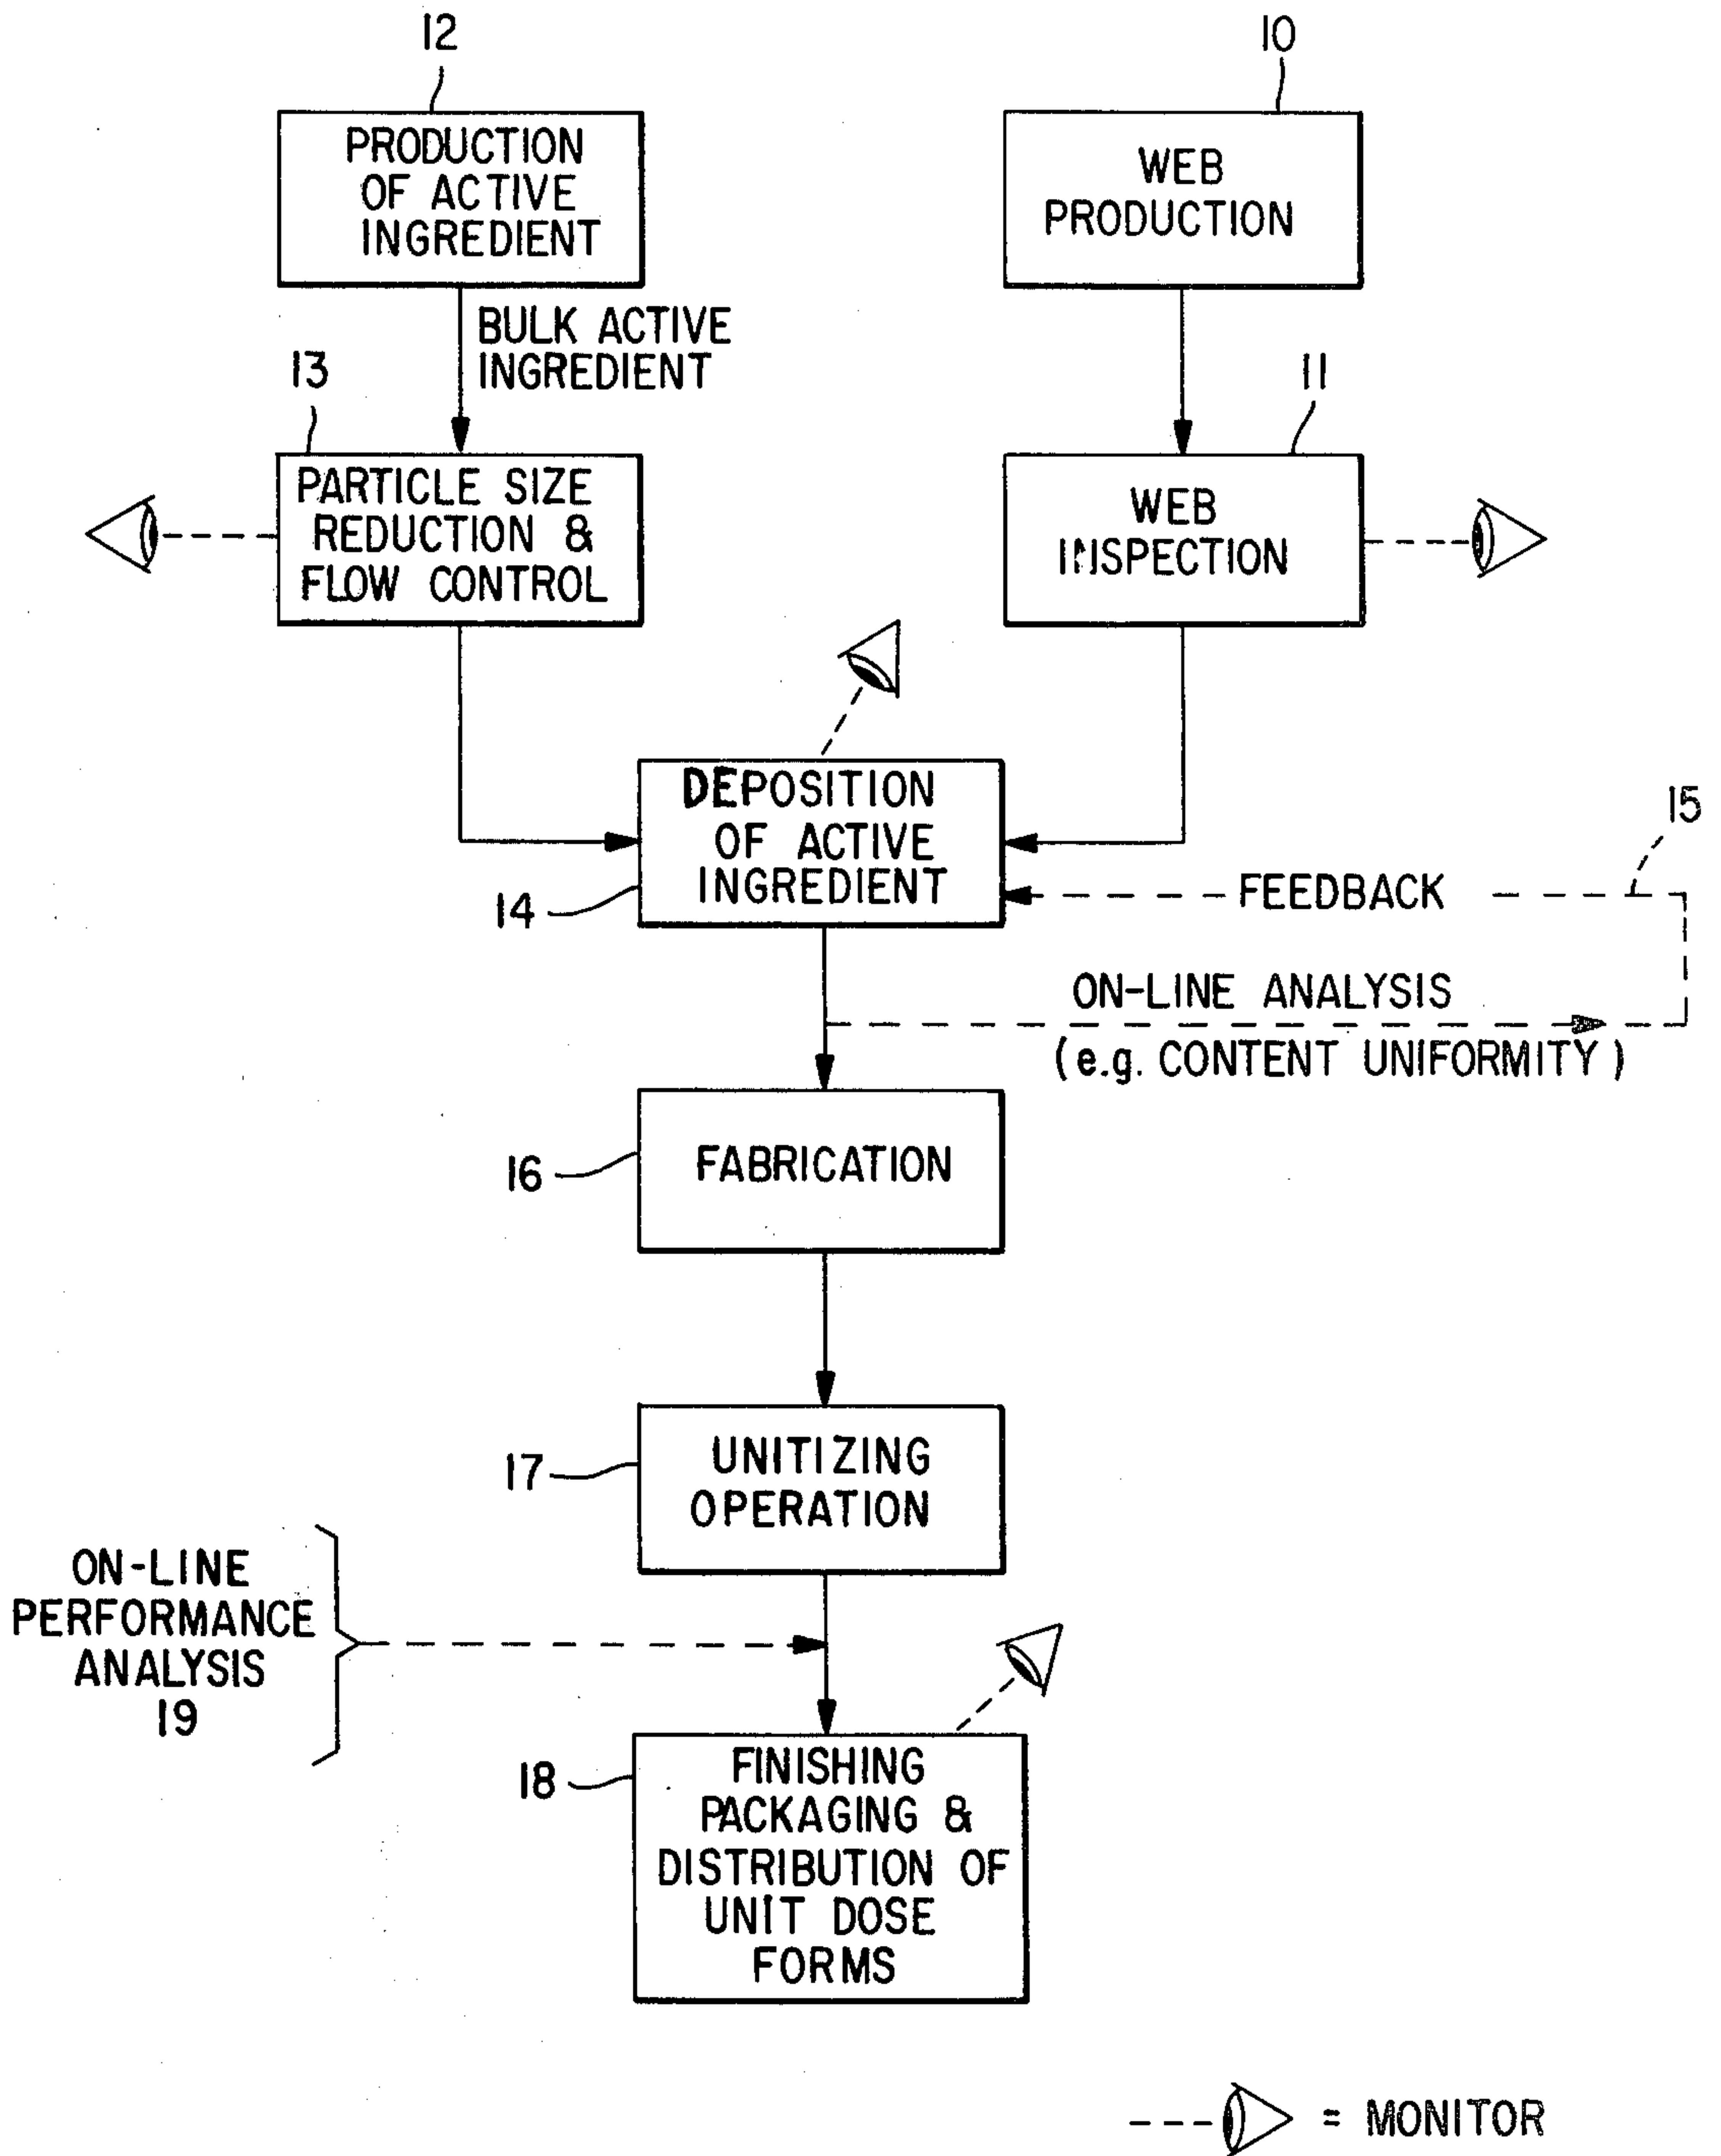 12
10
PRODUCTION
OF ACTIVE
INGREDIENT
WEB
PRODUCTION
BULK ACTIVE
INGREDIENT
13
11
PARTICLE SIZE
REDUCTION &
FLOW CONTROL
WEB
INSPECTION
DEPOSITION
OF ACTIVE
INGREDIENT
14
15
FEEDBACK
ON-LINE ANALYSIS
(e.g. CONTENT UNIFORMITY)
16
FABRICATION
17
UNITIZING
OPERATION
ON-LINE
PERFORMANCE
ANALYSIS
19
18
FINISHING
PACKAGING &
DISTRIBUTION OF
UNIT DOSE
FORMS
= MONITOR